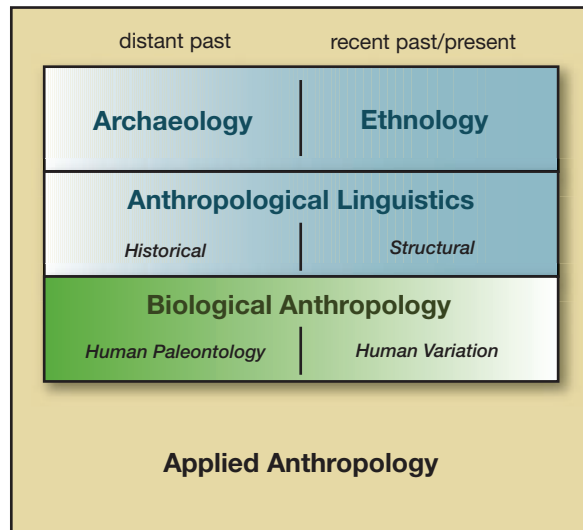 distant past recent past/present
Archaeology Ethnology
Anthropological Linguistics
Historical Structural
Biological Anthropology
Human Paleontology Human Variation
Applied Anthropology